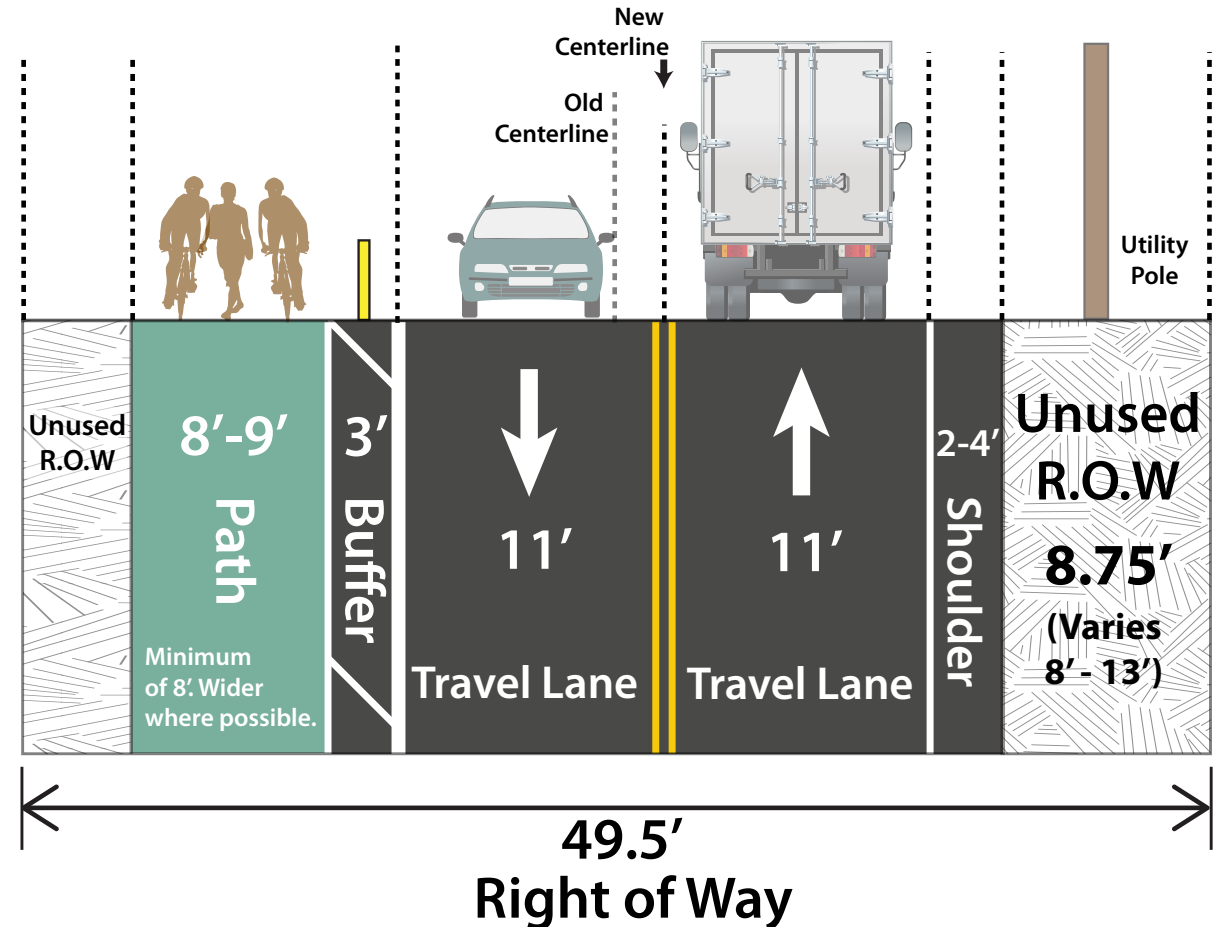 New
Centerline
Old
Centerline
Utility
Pole
Unused
R.O.W
8’-9’
Path
Minimum
of 8’. Wider
where possible.
3’
Buffer
11’
Travel Lane
11’
Travel Lane
2-4’
Shoulder
Unused
R.O.W
8.75’
(Varies
8’ - 13’)
49.5’
Right of Way